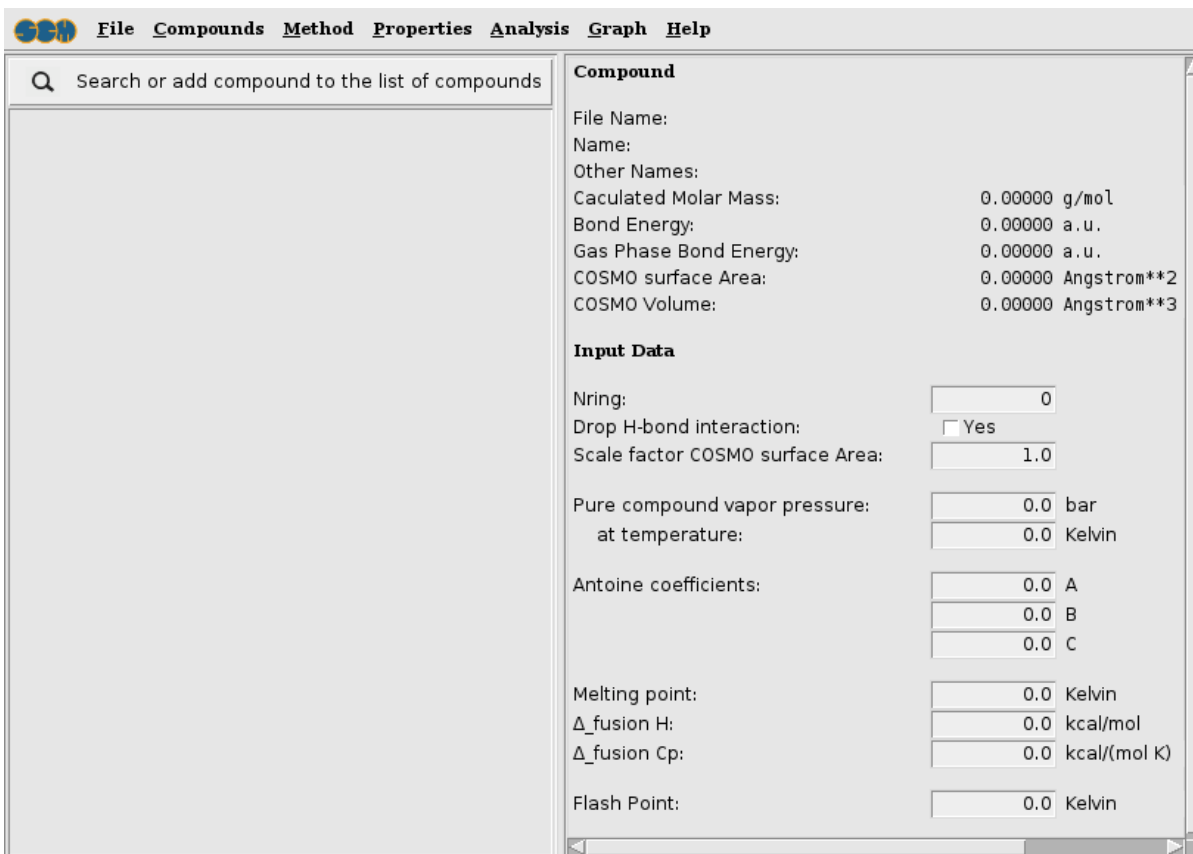 SCM File Compounds Method Properties Analysis Graph Help
Search or add compound to the list of compounds
Compound
File Name:
Name:
Other Names:
Caculated Molar Mass: 0.00000 g/mol
Bond Energy: 0.00000 a.u.
Gas Phase Bond Energy: 0.00000 a.u.
COSMO surface Area: 0.00000 Angstrom**2
COSMO Volume: 0.00000 Angstrom**3
Input Data
Nring: 0
Drop H-bond interaction: Yes
Scale factor COSMO surface Area: 1.0
Pure compound vapor pressure: 0.0 bar
at temperature: 0.0 Kelvin
Antoine coefficients: 0.0 A
0.0 B
0.0 C
Melting point: 0.0 Kelvin
Δ_fusion H: 0.0 kcal/mol
Δ_fusion Cp: 0.0 kcal/(mol K)
Flash Point: 0.0 Kelvin